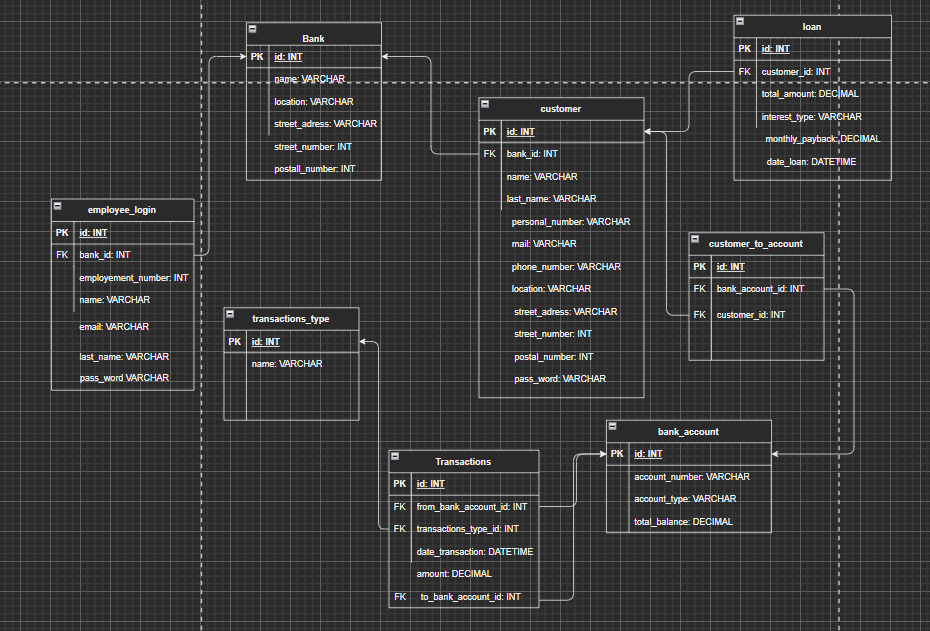 Bank
PK id: INT
name: VARCHAR
location: VARCHAR
street_adress: VARCHAR
street_number: INT
postall_number: INT
loan
PK id: INT
FK customer_id: INT
total_amount: DECIMAL
interest_type: VARCHAR
monthly_payback: DECIMAL
date_loan: DATETIME
customer
PK id: INT
FK bank_id: INT
name: VARCHAR
last_name: VARCHAR
personal_number: VARCHAR
mail: VARCHAR
phone_number: VARCHAR
location: VARCHAR
street_adress: VARCHAR
street_number: INT
postal_number: INT
pass_word: VARCHAR
employee_login
PK id: INT
FK bank_id: INT
employement_number: INT
name: VARCHAR
email: VARCHAR
last_name: VARCHAR
pass_word VARCHAR
customer_to_account
PK id: INT
FK bank_account_id: INT
FK customer_id: INT
transactions_type
PK id: INT
name: VARCHAR
bank_account
PK id: INT
account_number: VARCHAR
account_type: VARCHAR
total_balance: DECIMAL
Transactions
PK id: INT
FK from_bank_account_id: INT
FK transactions_type_id: INT
date_transaction: DATETIME
amount: DECIMAL
FK to_bank_account_id: INT